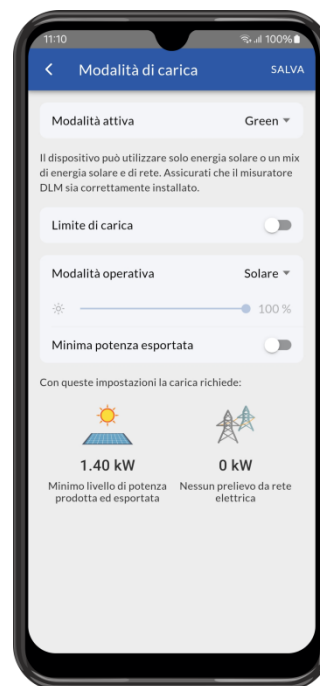 11:10 100%
Modalità di carica SALVA
Modalità attiva Green
Il dispositivo può utilizzare solo energia solare o un mix
di energia solare e di rete. Assicurati che il misuratore
DLM sia correttamente installato.
Limite di carica
Modalità operativa Solare
100 %
Minima potenza esportata
Con queste impostazioni la carica richiede:
1.40 kW 0 kW
Minimo livello di potenza Nessun prelievo da rete
prodotta ed esportata elettrica